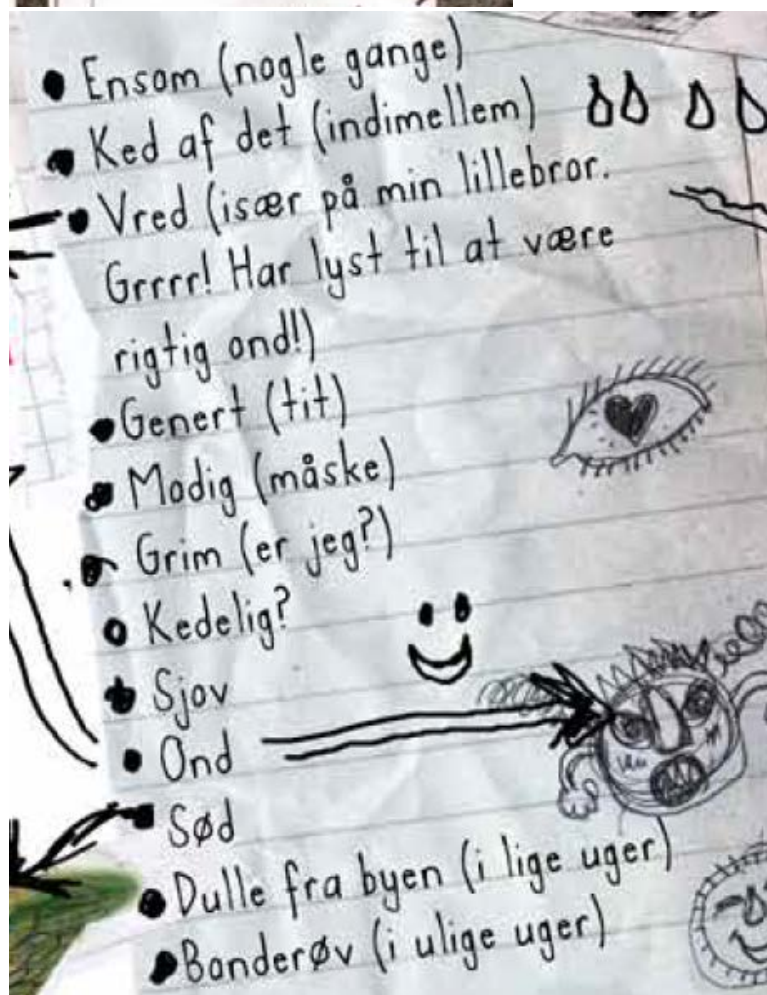 Ensom (nogle gange)
Ked af det (indimellem)
Vred (især på min lillebror.
Grrrr! Har lyst til at være
rigtig ond!)
Genert (tit)
Modig (måske)
Grim (er jeg?)
Kedelig?
Sjov
Ond
Sød
Dulle fra byen (i lige uger)
Bonderøv (i ulige uger)